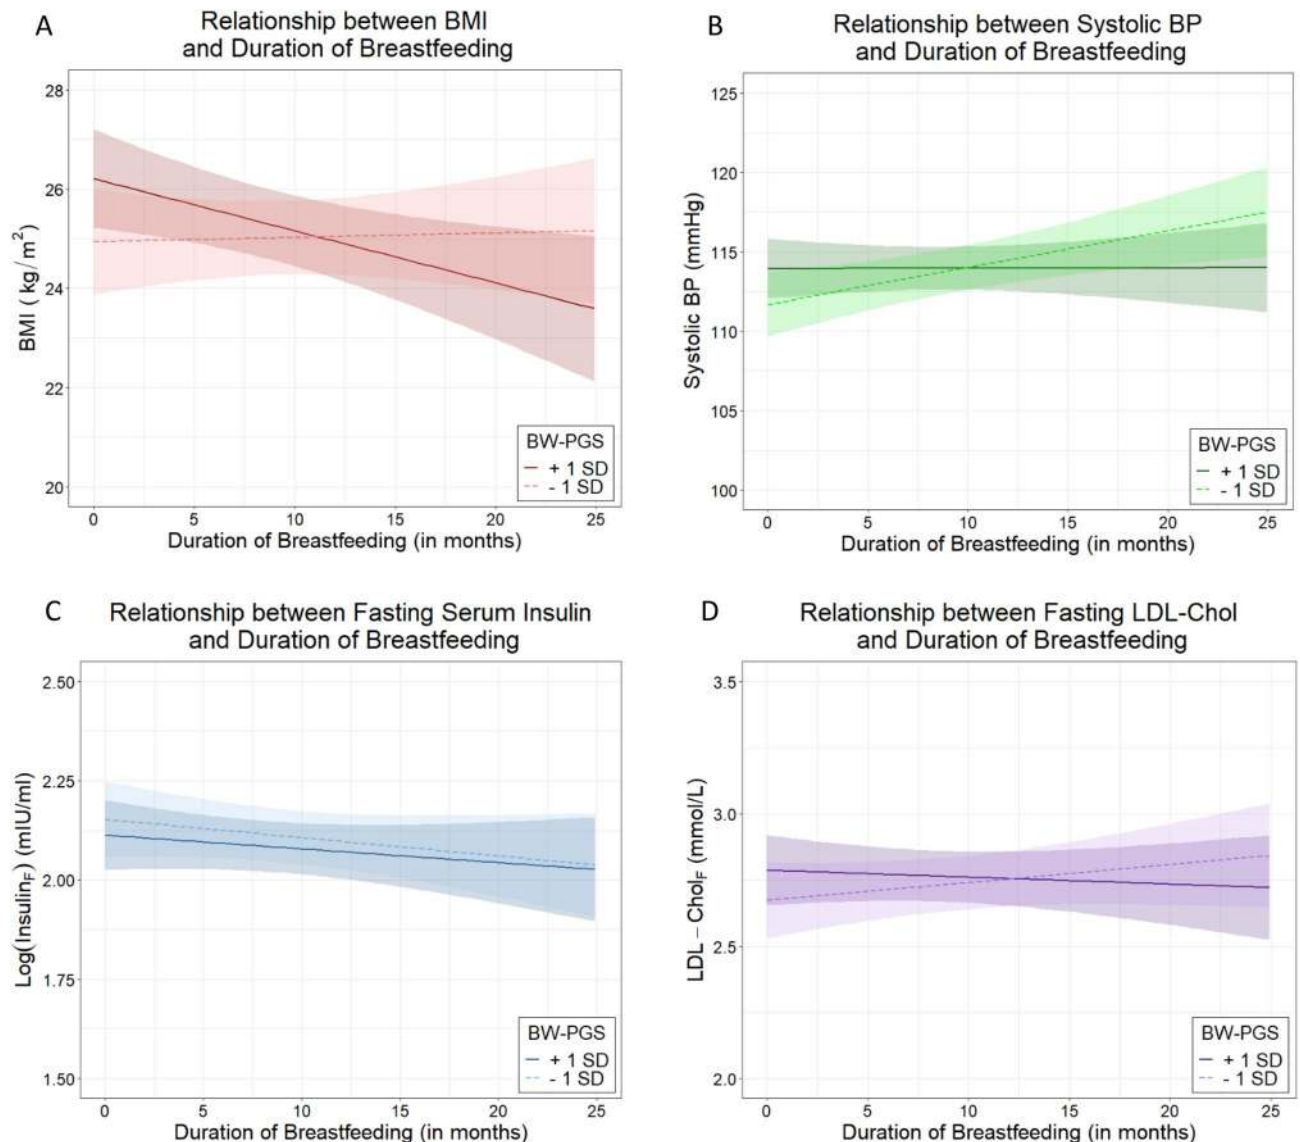 A
Relationship between BMI
and Duration of Breastfeeding
BMI ( kg/m²)
28
26
24
22
20
BW-PGS
+ 1 SD
- 1 SD
0 5 10 15 20 25
Duration of Breastfeeding (in months)
B
Relationship between Systolic BP
and Duration of Breastfeeding
Systolic BP (mmHg)
125
120
115
110
105
100
BW-PGS
+ 1 SD
- 1 SD
0 5 10 15 20 25
Duration of Breastfeeding (in months)
C
Relationship between Fasting Serum Insulin
and Duration of Breastfeeding
Log(Insulin_F) (mIU/ml)
2.50
2.25
2.00
1.75
1.50
BW-PGS
+ 1 SD
- 1 SD
0 5 10 15 20 25
Duration of Breastfeeding (in months)
D
Relationship between Fasting LDL-Chol
and Duration of Breastfeeding
LDL – Chol_F (mmol/L)
3.5
3.0
2.5
2.0
BW-PGS
+ 1 SD
- 1 SD
0 5 10 15 20 25
Duration of Breastfeeding (in months)